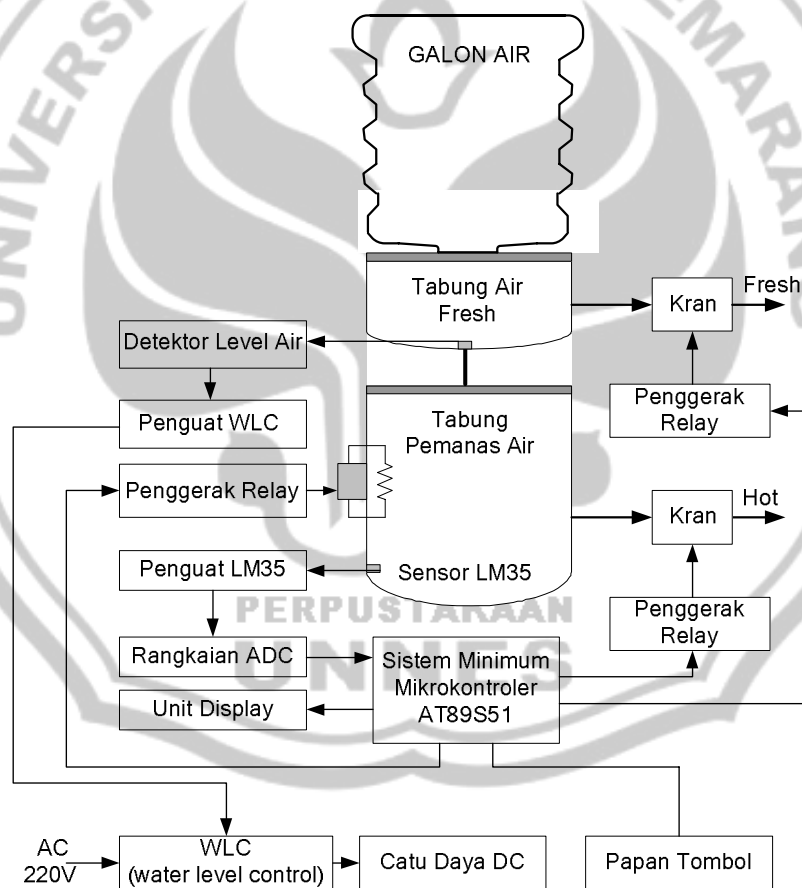 GALON AIR
Tabung Air
Fresh
Kran
Fresh
Detektor Level Air
Penggerak
Relay
Penguat WLC
Tabung
Pemanas Air
Penggerak Relay
Kran
Hot
Penguat LM35
Sensor LM35
Penggerak
Relay
PERPUSTAKAAN
UNNES
Rangkaian ADC
Sistem Minimum
Mikrokontroler
AT89S51
Unit Display
AC
220V
WLC
(water level control)
Catu Daya DC
Papan Tombol